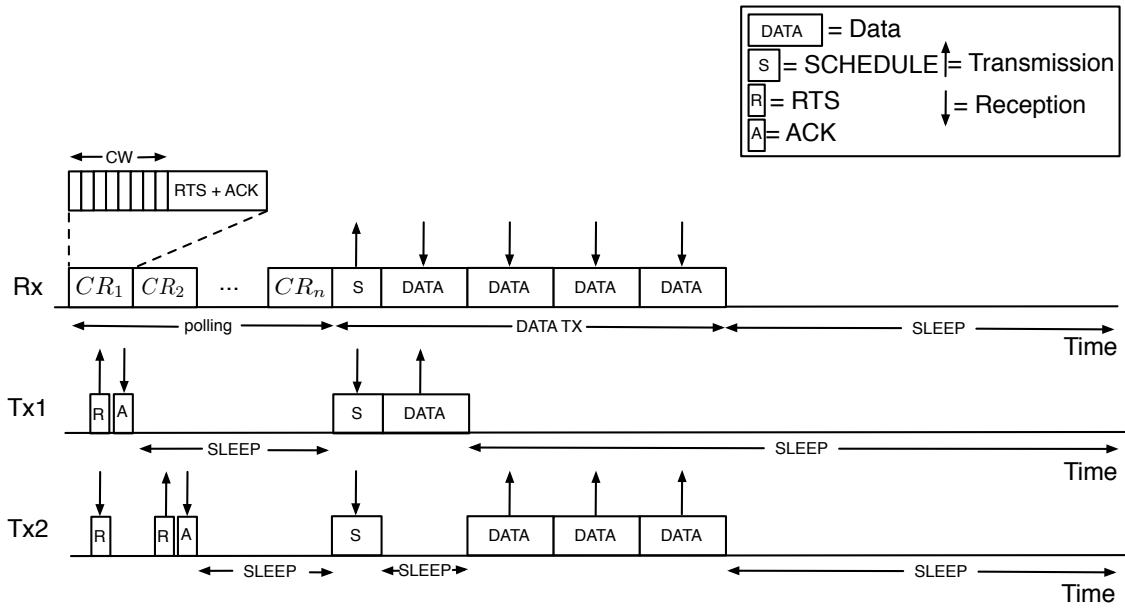 DATA = Data
S = SCHEDULE = Transmission
R = RTS = Reception
A = ACK
CW
RTS + ACK
Rx CR₁ CR₂ ... CRₙ S DATA DATA DATA DATA
polling DATA TX SLEEP
Time
Tx1 R A S DATA
SLEEP SLEEP
Time
Tx2 R R A S DATA DATA DATA
SLEEP SLEEP SLEEP
Time